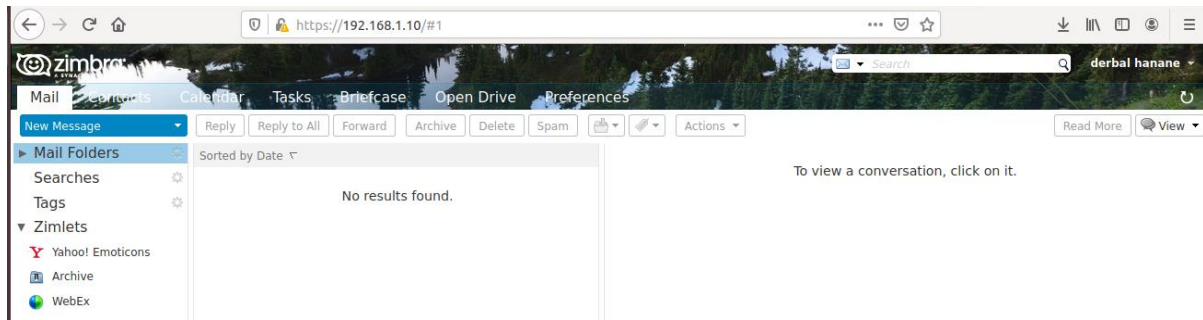 https://192.168.1.10/#1
zimbra
A SYNACOR PRODUCT
Search
derbal hanane
Mail Contacts Calendar Tasks Briefcase Open Drive Preferences
New Message Reply Reply to All Forward Archive Delete Spam Actions Read More View
Mail Folders
Sorted by Date
Searches
No results found.
To view a conversation, click on it.
Tags
Zimlets
Yahoo! Emoticons
Archive
WebEx